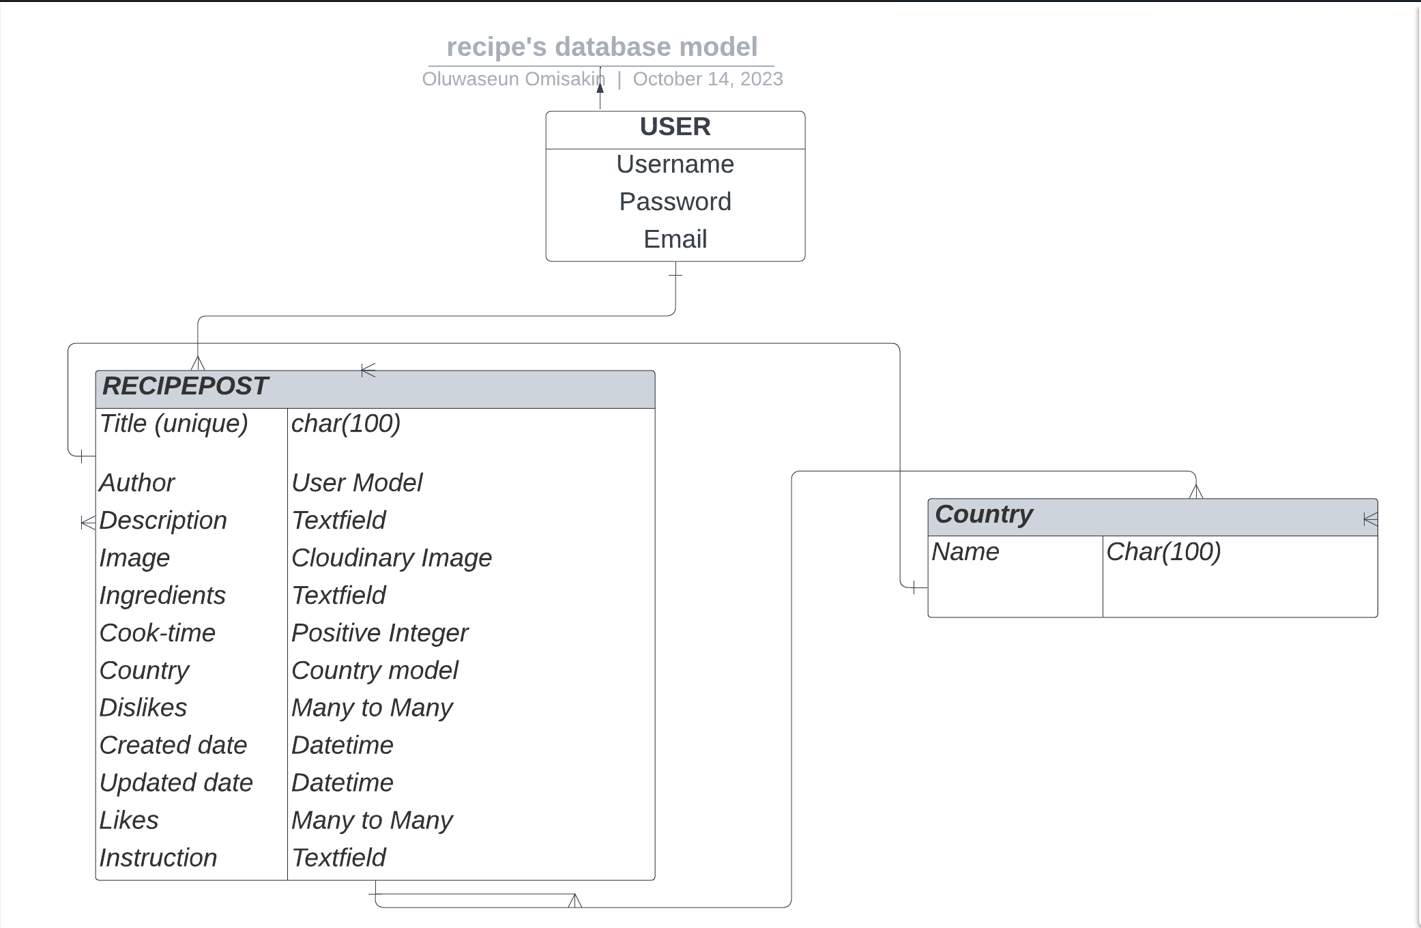 recipe's database model
Oluwaseun Omisakin | October 14, 2023
USER
Username
Password
Email
RECIPEPOST
Title (unique) char(100)
Author User Model
Description Textfield
Image Cloudinary Image
Ingredients Textfield
Cook-time Positive Integer
Country Country model
Dislikes Many to Many
Created date Datetime
Updated date Datetime
Likes Many to Many
Instruction Textfield
Country
Name Char(100)